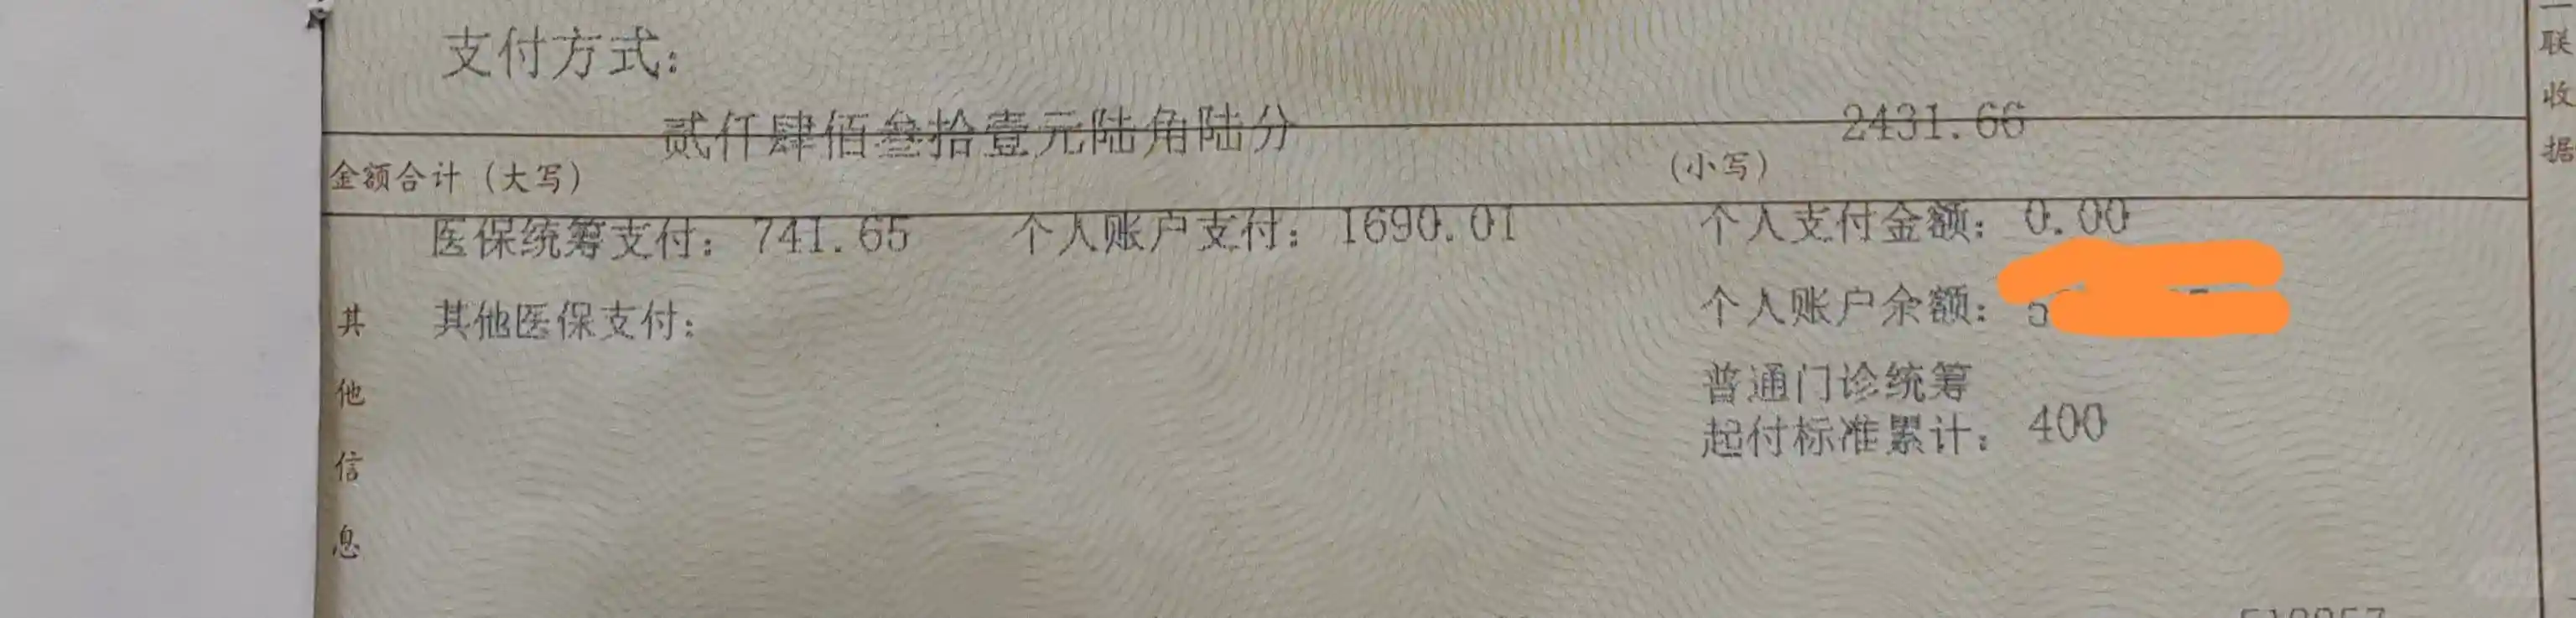 支付方式:
贰仟肆佰叁拾壹元陆角陆分 2431.66
金额合计（大写） （小写）
医保统筹支付: 741.65 个人账户支付: 1690.01 个人支付金额: 0.00
其他医保支付: 个人账户余额:
普通门诊统筹
起付标准累计: 400
其他信息
联收据